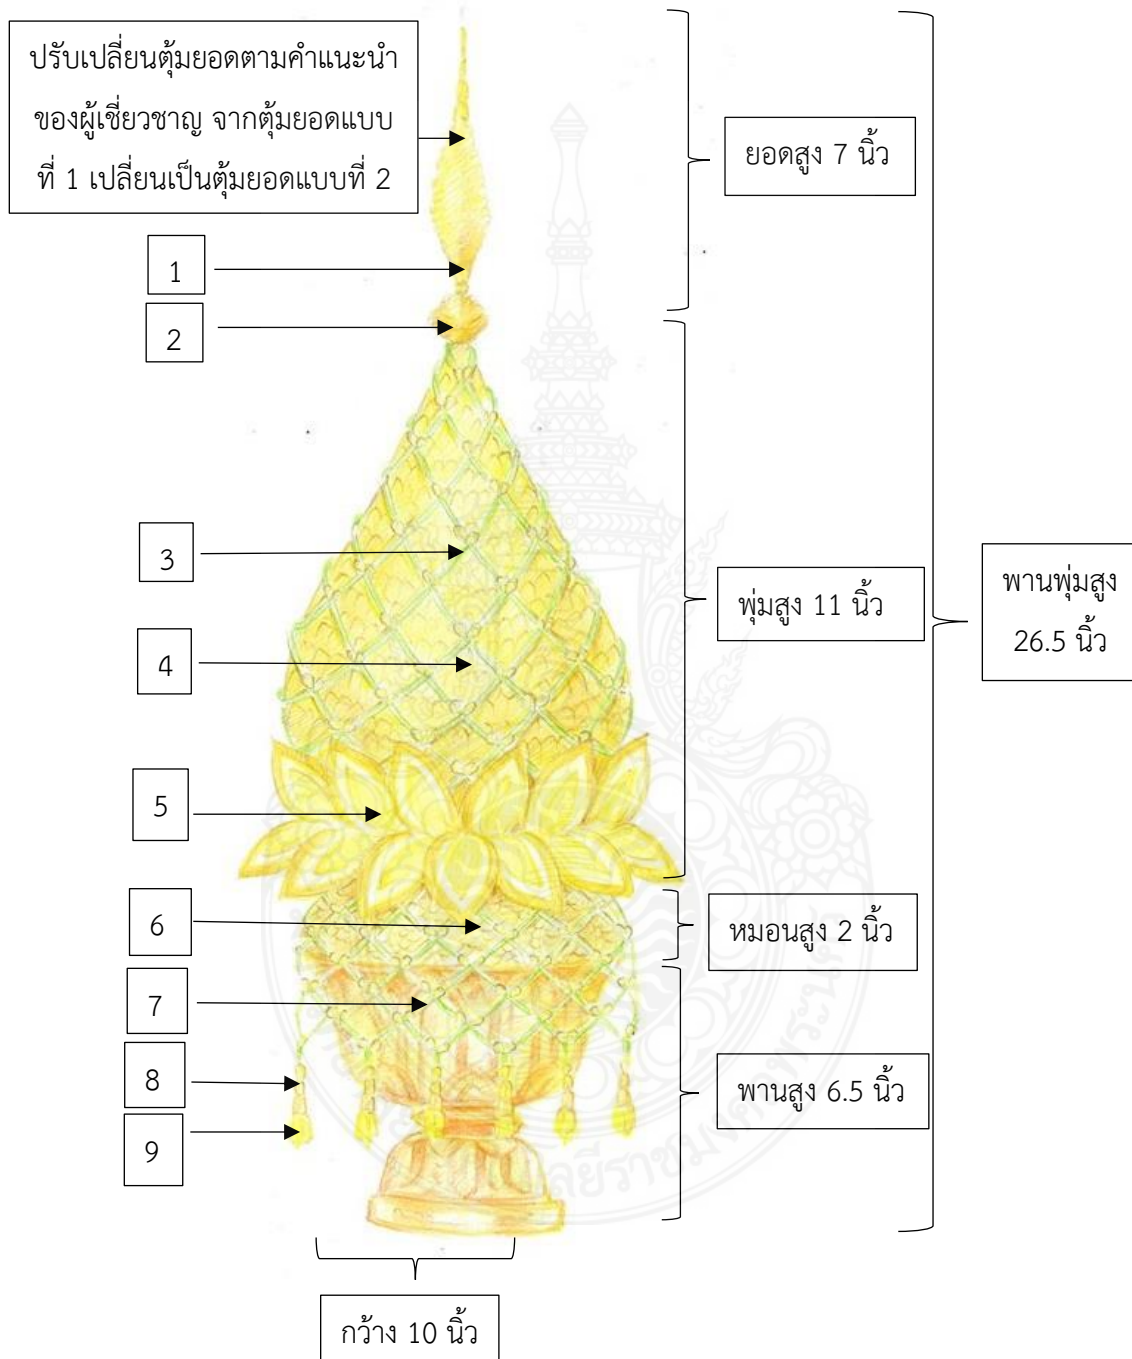 ปรับเปลี่ยนตุ้มยอดตามคำแนะนำ
ของผู้เชี่ยวชาญ จากตุ้มยอดแบบ
ที่ 1 เปลี่ยนเป็นตุ้มยอดแบบที่ 2
ยอดสูง 7 นิ้ว
1
2
3
4
พุ่มสูง 11 นิ้ว
พานพุ่มสูง
26.5 นิ้ว
5
6
หมอนสูง 2 นิ้ว
7
8
พานสูง 6.5 นิ้ว
9
กว้าง 10 นิ้ว